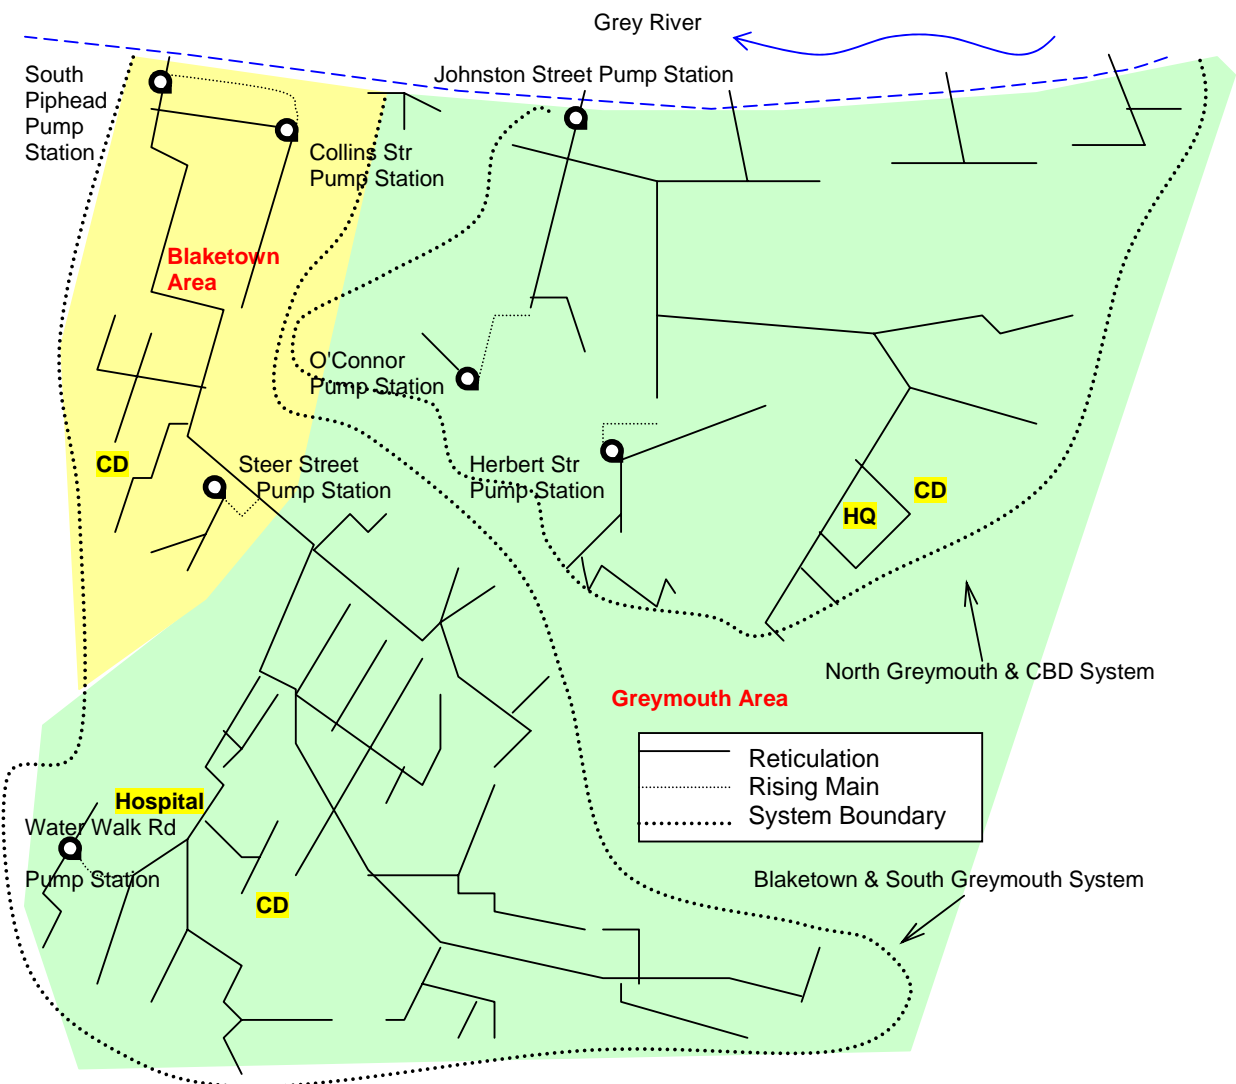 Grey River
South
Piphead
Pump
Station
Johnston Street Pump Station
Collins Str
Pump Station
Blaketown
Area
O'Connor
Pump Station
CD
Steer Street
Pump Station
Herbert Str
Pump Station
CD
HQ
North Greymouth & CBD System
Greymouth Area
Reticulation
Rising Main
System Boundary
Hospital
Water Walk Rd
Pump Station
Blaketown & South Greymouth System
CD